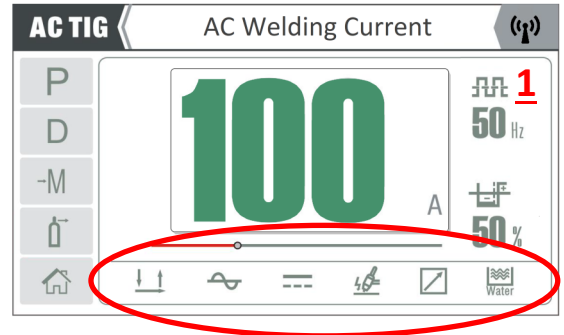 AC TIG
AC Welding Current
P
D
→M
100
A
1
50 Hz
50 %
Water